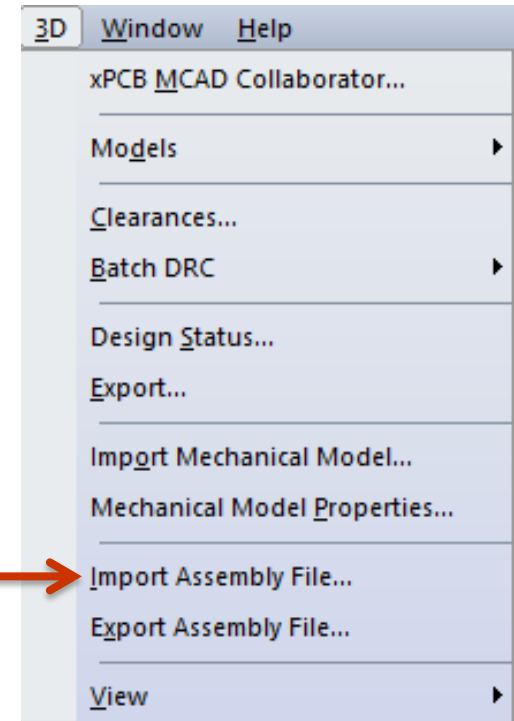 3D Window Help
xPCB MCAD Collaborator...
Models
Clearances...
Batch DRC
Design Status...
Export...
Import Mechanical Model...
Mechanical Model Properties...
Import Assembly File...
Export Assembly File...
View